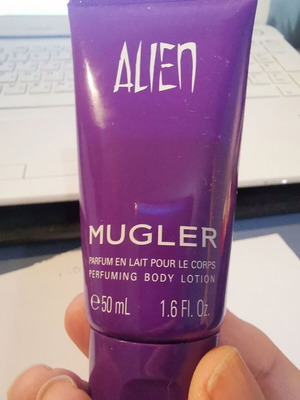 ALIEN
MUGLER
PARFUM EN LAIT POUR LE CORPS
PERFUMING BODY LOTION
℮50 mL 1.6 Fl. Oz.